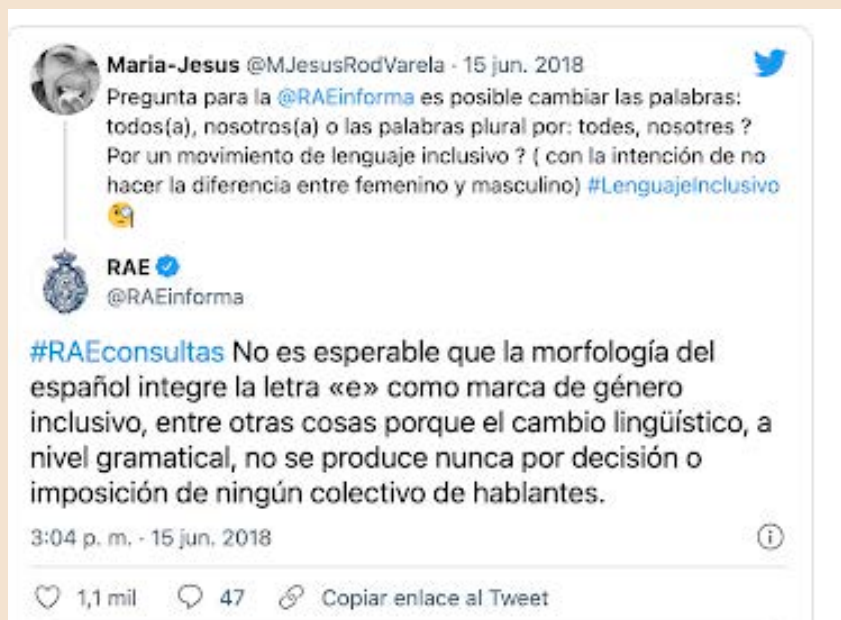 Maria-Jesus @MJesusRodVarela · 15 jun. 2018
Pregunta para la @RAEinforma es posible cambiar las palabras:
todos(a), nosotros(a) o las palabras plural por: todes, nosotres ?
Por un movimiento de lenguaje inclusivo ? ( con la intención de no
hacer la diferencia entre femenino y masculino) #LenguajeInclusivo
🧐
RAE
@RAEinforma
#RAEconsultas No es esperable que la morfología del
español integre la letra «e» como marca de género
inclusivo, entre otras cosas porque el cambio lingüístico, a
nivel gramatical, no se produce nunca por decisión o
imposición de ningún colectivo de hablantes.
3:04 p. m. · 15 jun. 2018
1,1 mil 47 Copiar enlace al Tweet